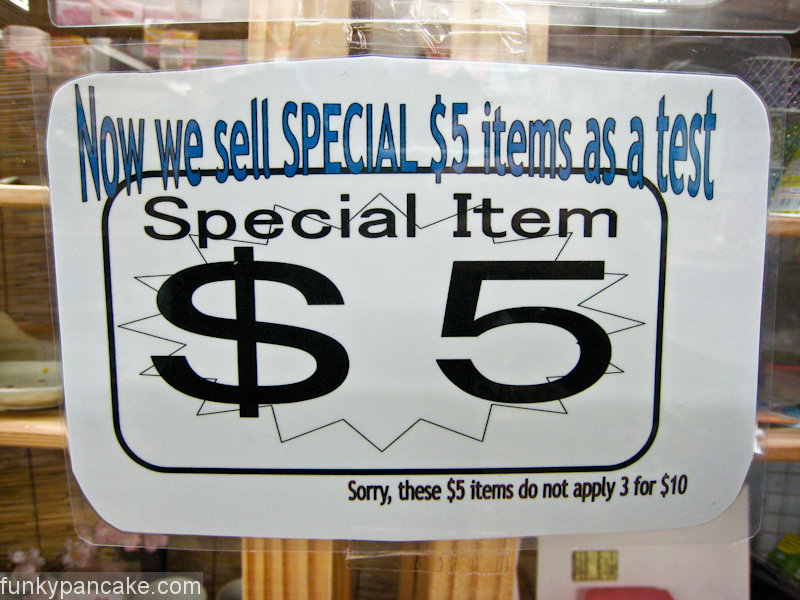 Now we sell SPECIAL $5 items as a test
Special Item
$ 5
Sorry, these $5 items do not apply 3 for $10
funkypancake.com